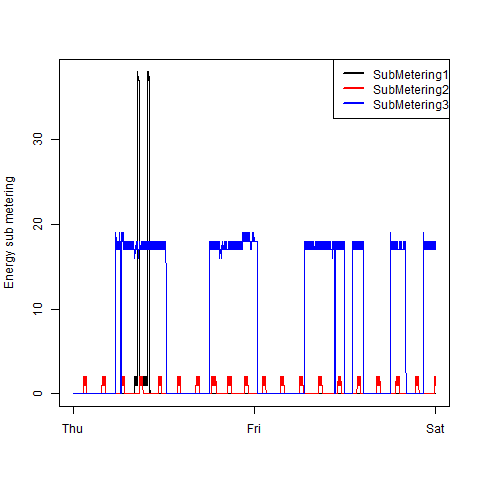 SubMetering1
SubMetering2
SubMetering3
Energy sub metering
30
20
10
0
Thu
Fri
Sat